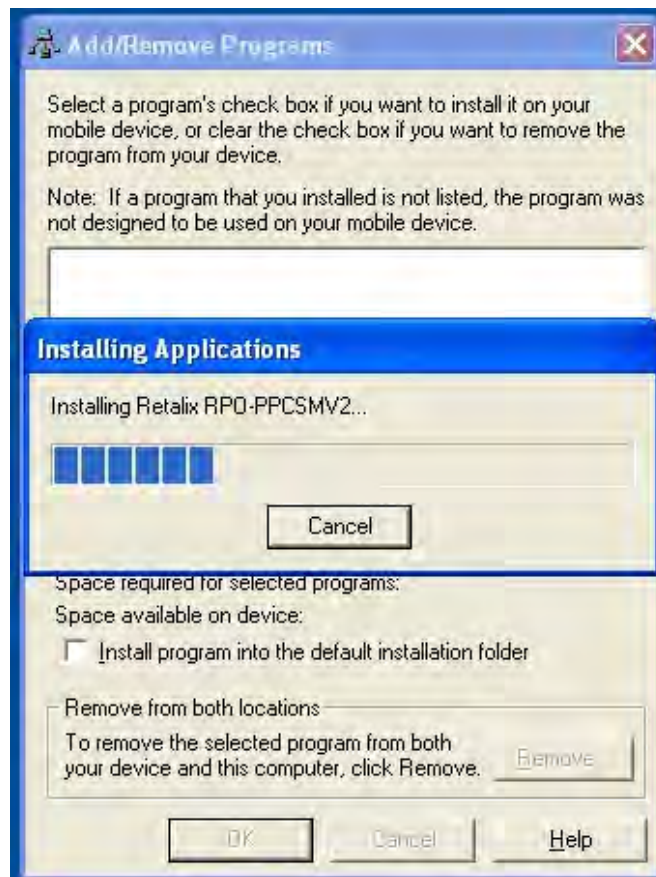 Add/Remove Programs
Select a program's check box if you want to install it on your
mobile device, or clear the check box if you want to remove the
program from your device.
Note: If a program that you installed is not listed, the program was
not designed to be used on your mobile device.
Installing Applications
Installing Retalix RPO-PPCSMV2...
Cancel
Space required for selected programs:
Space available on device:
Install program into the default installation folder
Remove from both locations
To remove the selected program from both
your device and this computer, click Remove.
Remove
OK
Cancel
Help